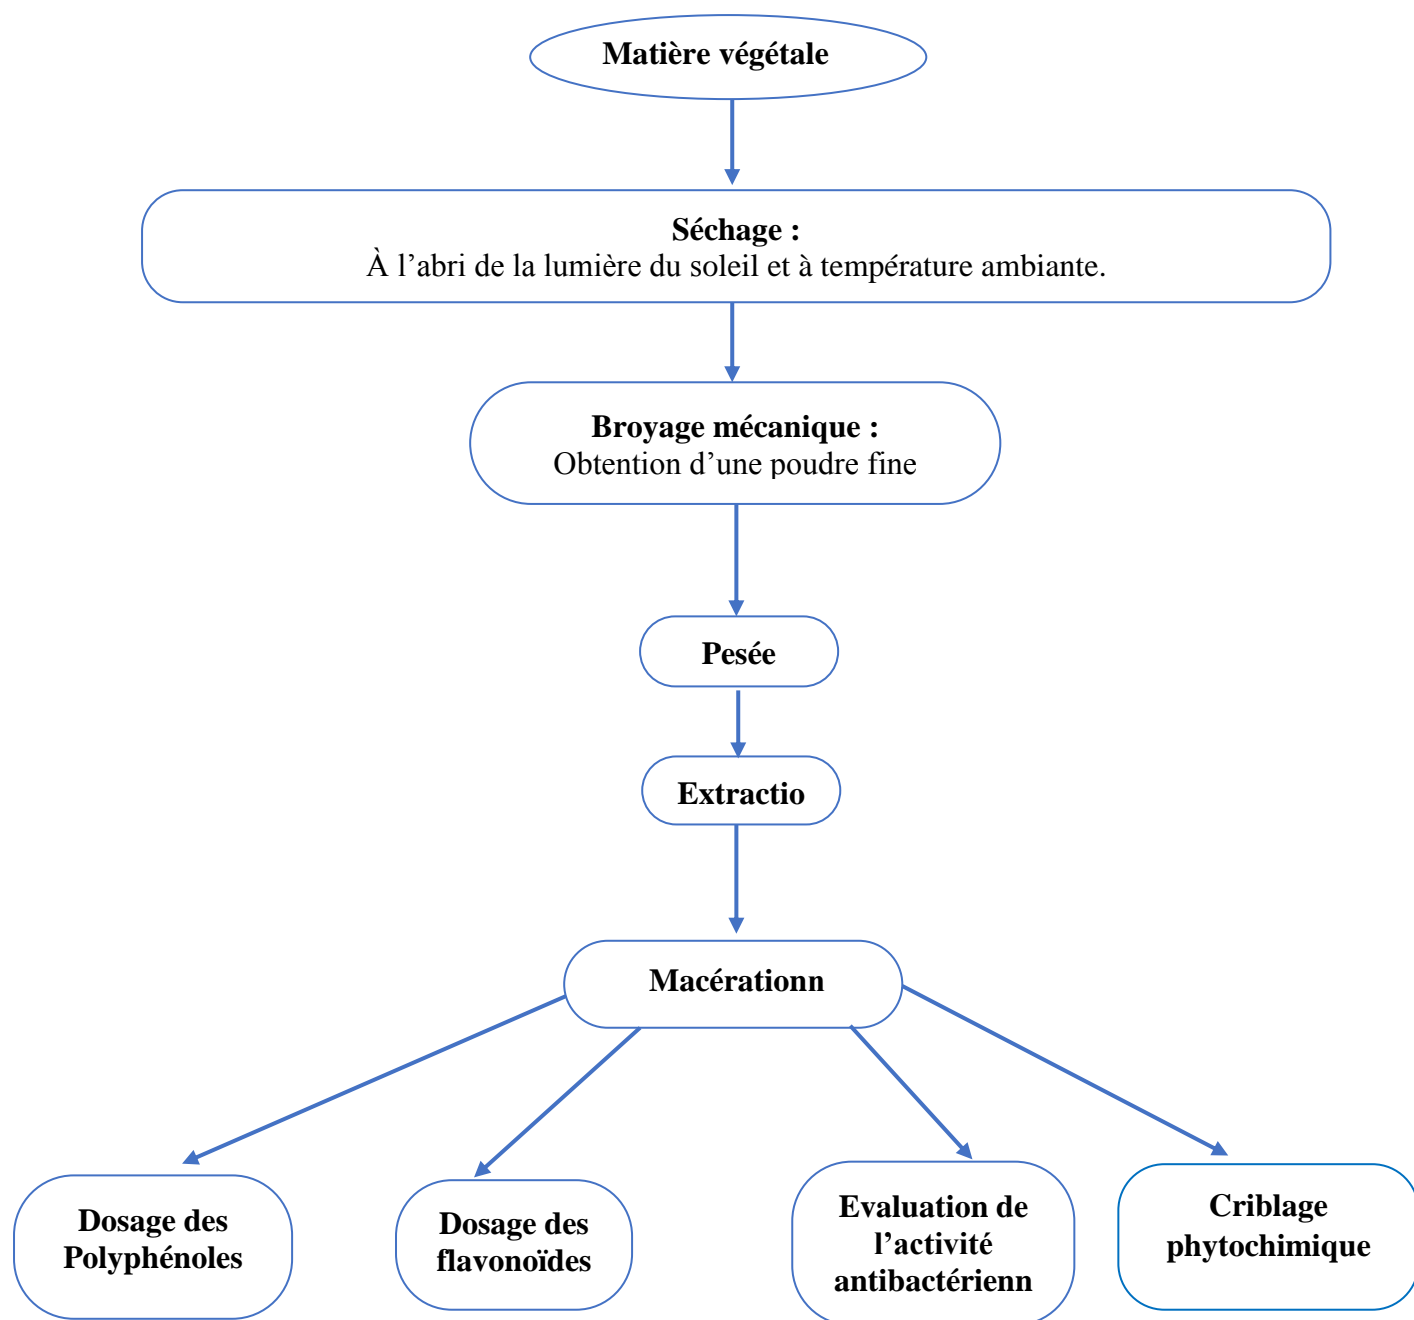 Matière végétale
Séchage :
À l’abri de la lumière du soleil et à température ambiante.
Broyage mécanique :
Obtention d’une poudre fine
Pesée
Extractio
Macérationn
Dosage des
Polyphénoles
Dosage des
flavonoïdes
Evaluation de
l’activité
antibactérienn
Criblage
phytochimique